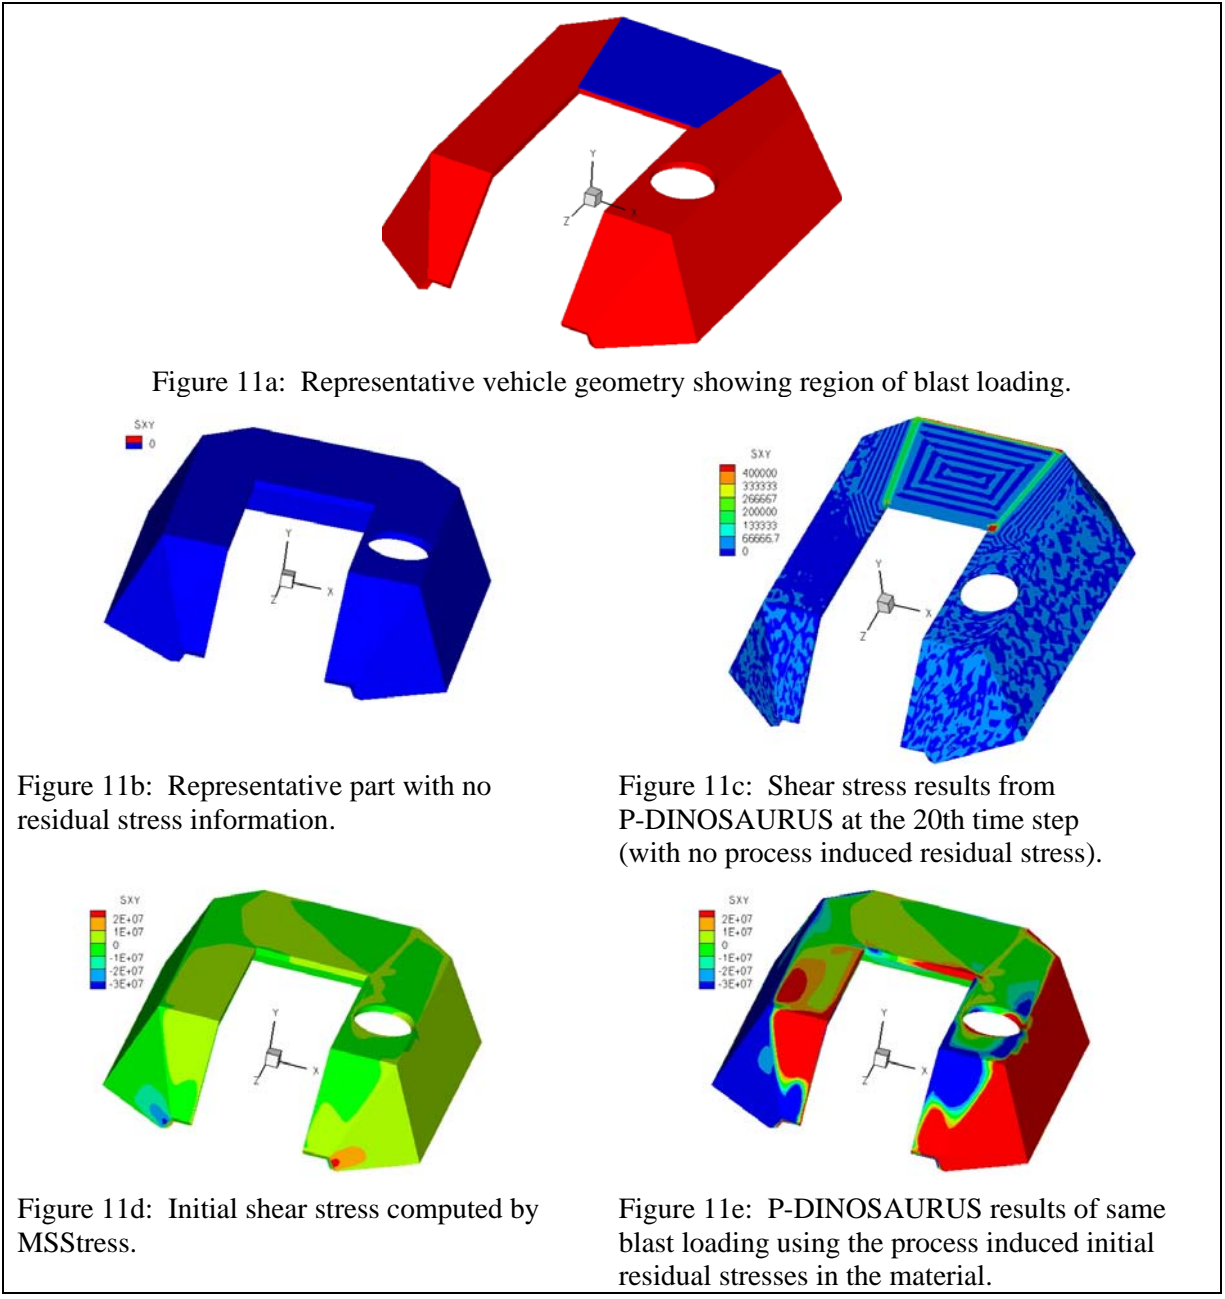 Y
X
Z
Figure 11a: Representative vehicle geometry showing region of blast loading.
SXY
0
Y
X
Z
SXY
400000
333333
266667
200000
133333
66666.7
0
Y
X
Z
Figure 11b: Representative part with no
residual stress information.
Figure 11c: Shear stress results from
P-DINOSAURUS at the 20th time step
(with no process induced residual stress).
SXY
2E+07
1E+07
0
-1E+07
-2E+07
-3E+07
Y
X
Z
SXY
2E+07
1E+07
0
-1E+07
-2E+07
-3E+07
Y
X
Z
Figure 11d: Initial shear stress computed by
MSStress.
Figure 11e: P-DINOSAURUS results of same
blast loading using the process induced initial
residual stresses in the material.